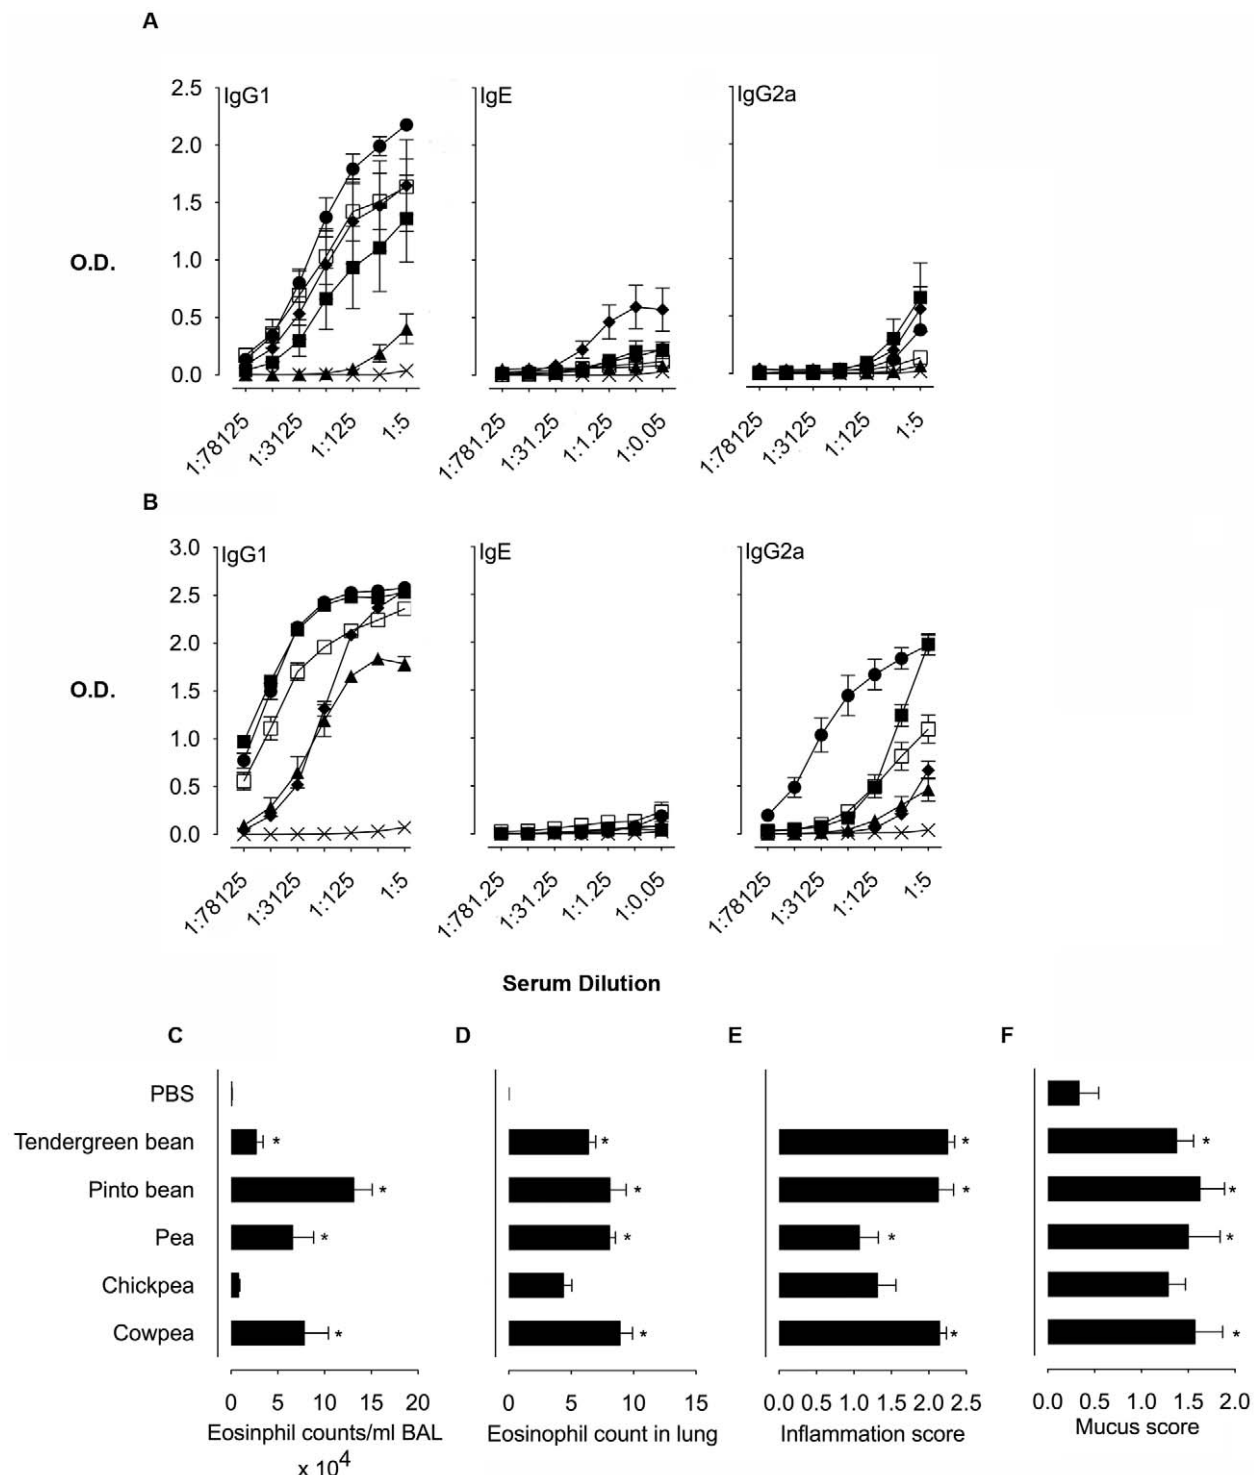 A
IgG1 IgE IgG2a
2.5
2.0
1.5
1.0
0.5
0.0
O.D.
1:78125 1:3125 1:125 1:5 1:781.25 1:31.25 1:1.25 1:0.05 1:78125 1:3125 1:125 1:5
B
IgG1 IgE IgG2a
3.0
2.5
2.0
1.5
1.0
0.5
0.0
O.D.
1:78125 1:3125 1:125 1:5 1:781.25 1:31.25 1:1.25 1:0.05 1:78125 1:3125 1:125 1:5
Serum Dilution
C D E F
PBS
Tendergreen bean * * * *
Pinto bean * * * *
Pea * * * *
Chickpea
Cowpea * * * *
0 5 10 15 20 0 5 10 15 0.0 0.5 1.0 1.5 2.0 2.5 0.0 0.5 1.0 1.5 2.0
Eosinphil counts/ml BAL Eosinophil count in lung Inflammation score Mucus score
x 10⁴